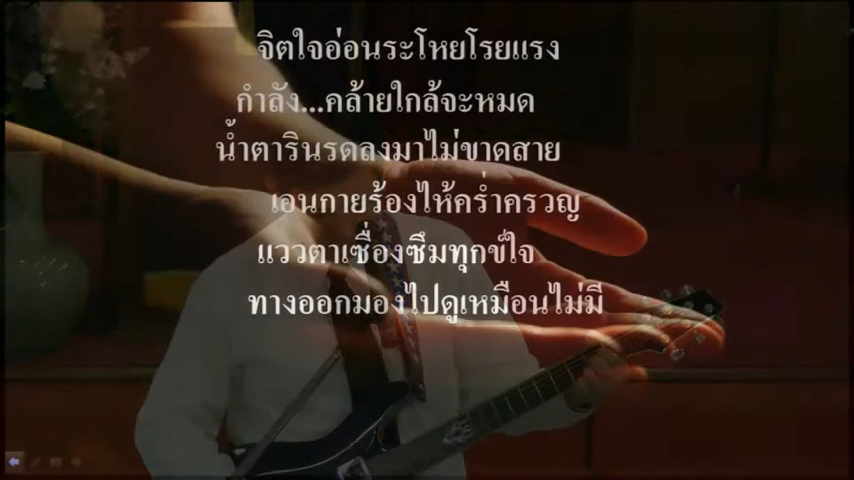 จิตใจอ่อนระโหยโรยแรง
กำลัง...คล้ายใกล้จะหมด
น้ำตารินรดลงมาไม่ขาดสาย
เอนกายร้องไห้คร่ำครวญ
แววตาเซื่องซึมทุกข์ใจ
ทางออกมองไปดูเหมือนไม่มี